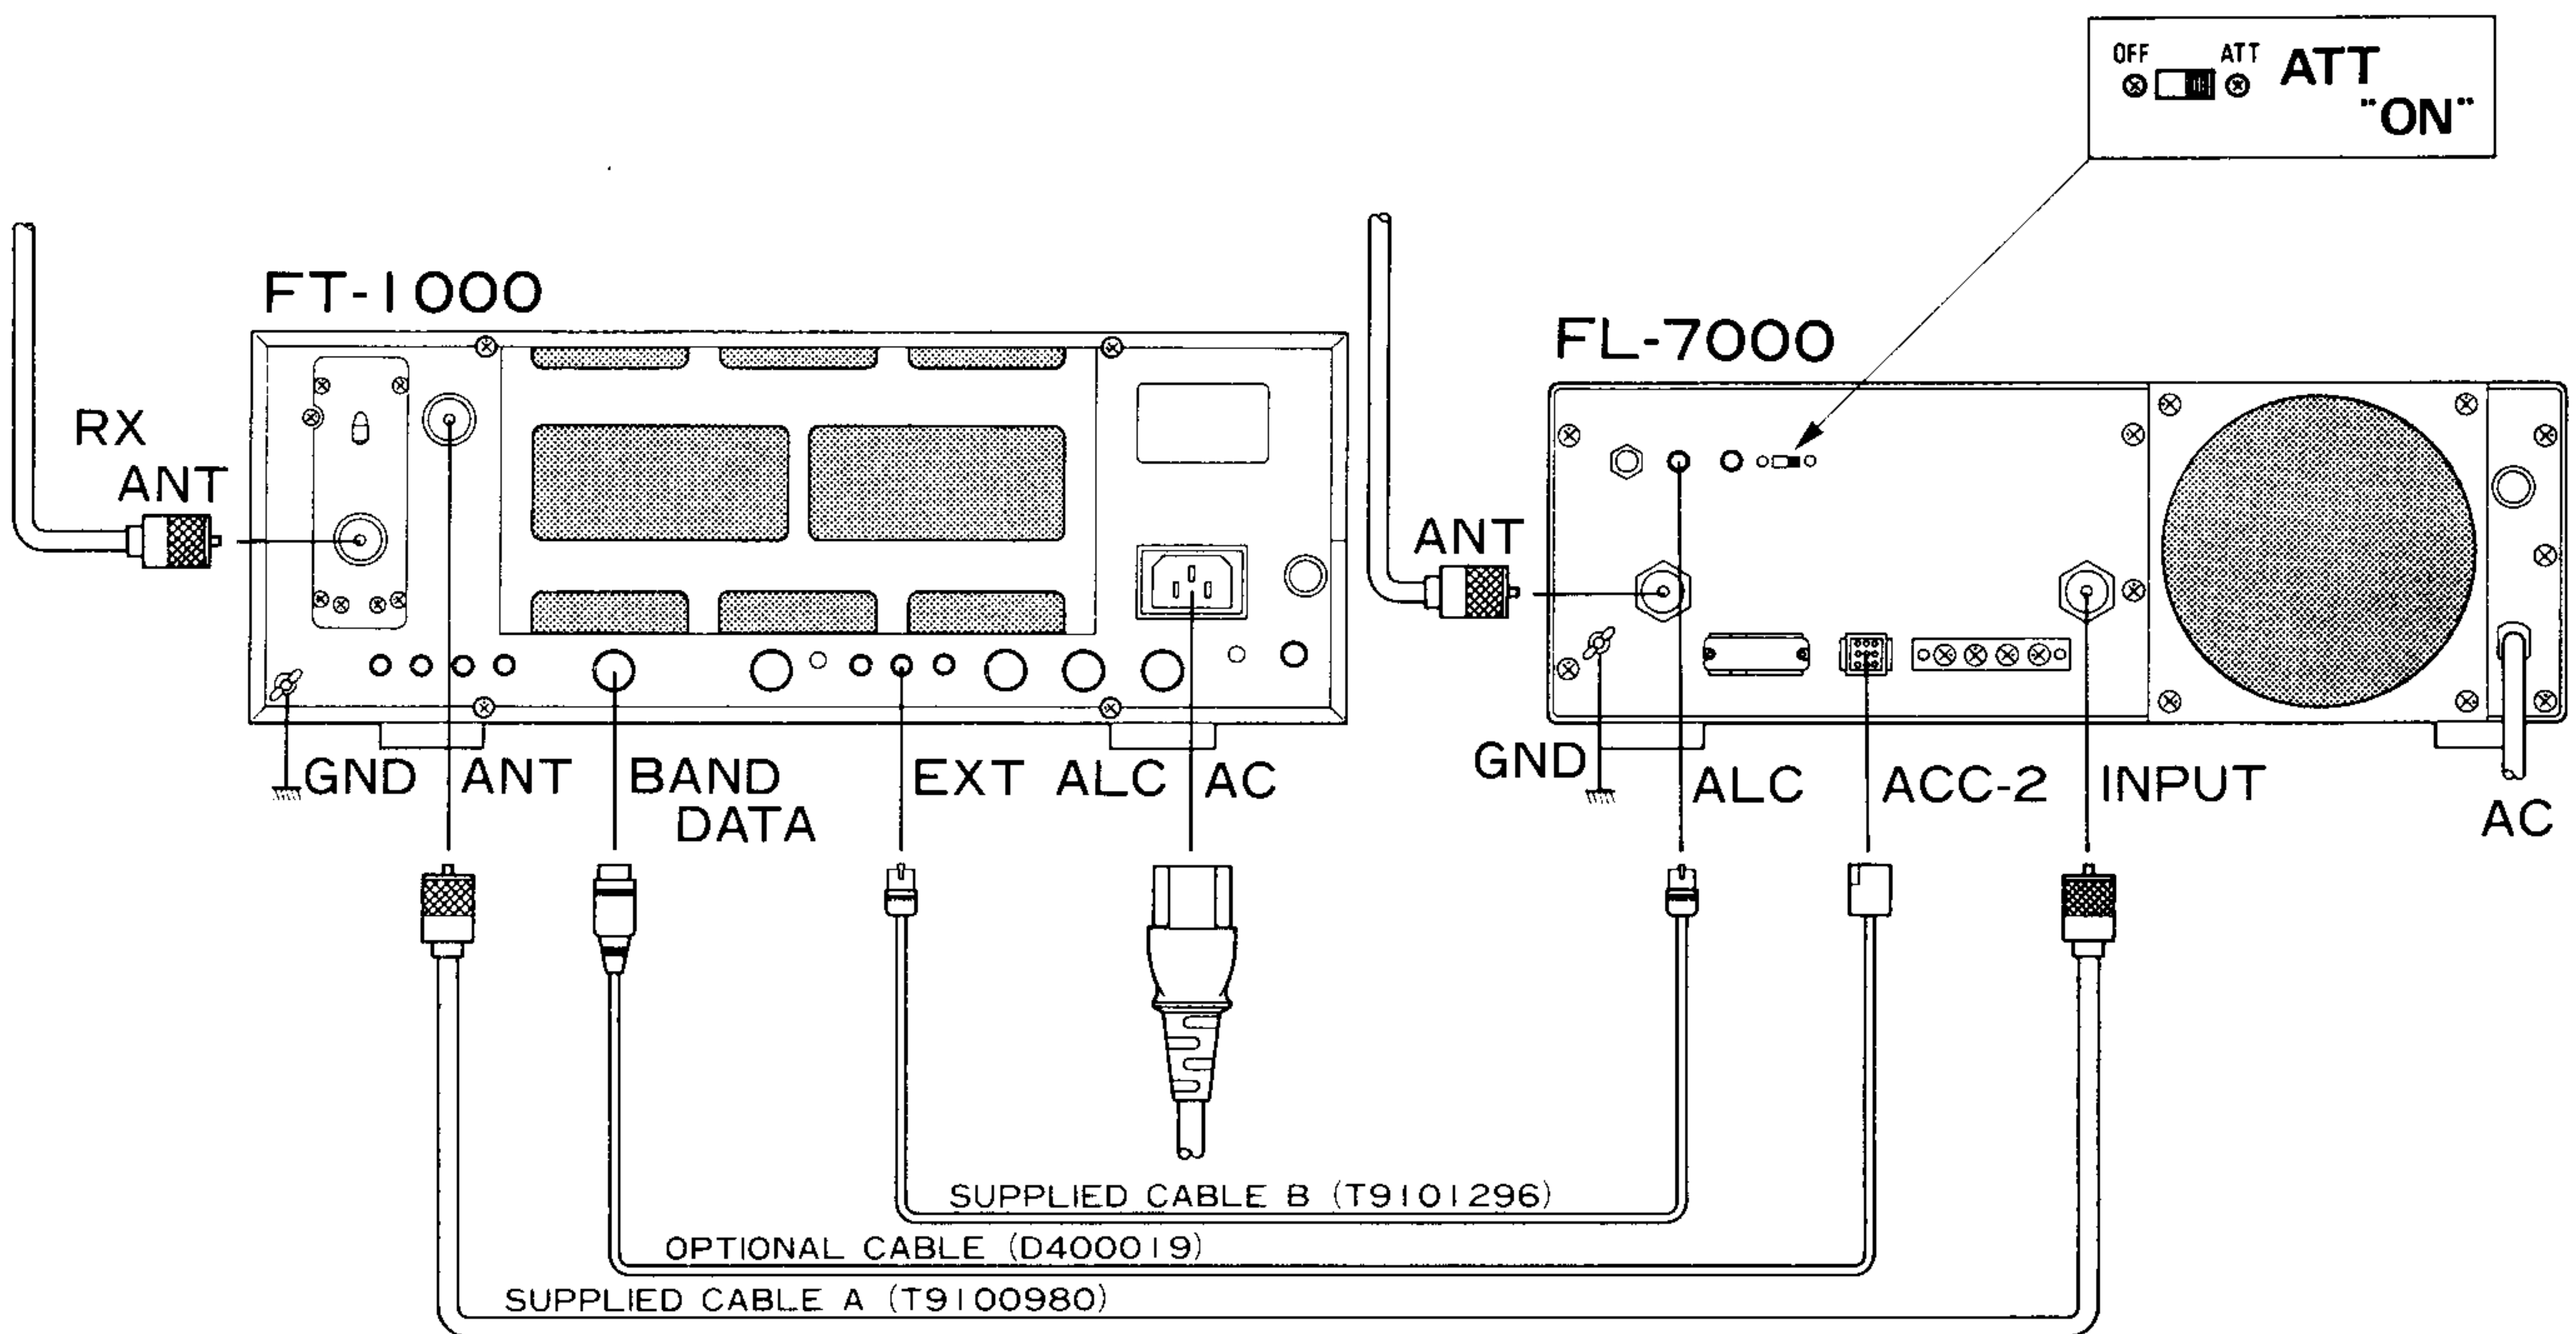 OFF ATT ATT
"ON"
FT-1000
FL-7000
RX
ANT
ANT
GND ANT BAND DATA EXT ALC AC
GND ALC ACC-2 INPUT AC
SUPPLIED CABLE B (T9101296)
OPTIONAL CABLE (D400019)
SUPPLIED CABLE A (T9100980)